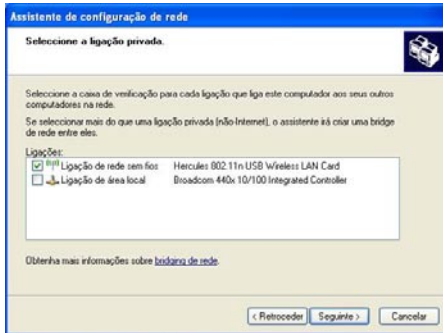 Assistente de configuração de rede
Seleccione a ligação privada.
Seleccione a caixa de verificação para cada ligação que liga este computador aos seus outros
computadores na rede.
Se seleccionar mais do que uma ligação privada (não-Internet), o assistente irá criar uma bridge
de rede entre eles.
Ligações:
Ligação de rede sem fios Hercules 802.11n USB Wireless LAN Card
Ligação de área local Broadcom 440x 10/100 Integrated Controller
Obtenha mais informações sobre bridging de rede.
< Retroceder Seguinte > Cancelar